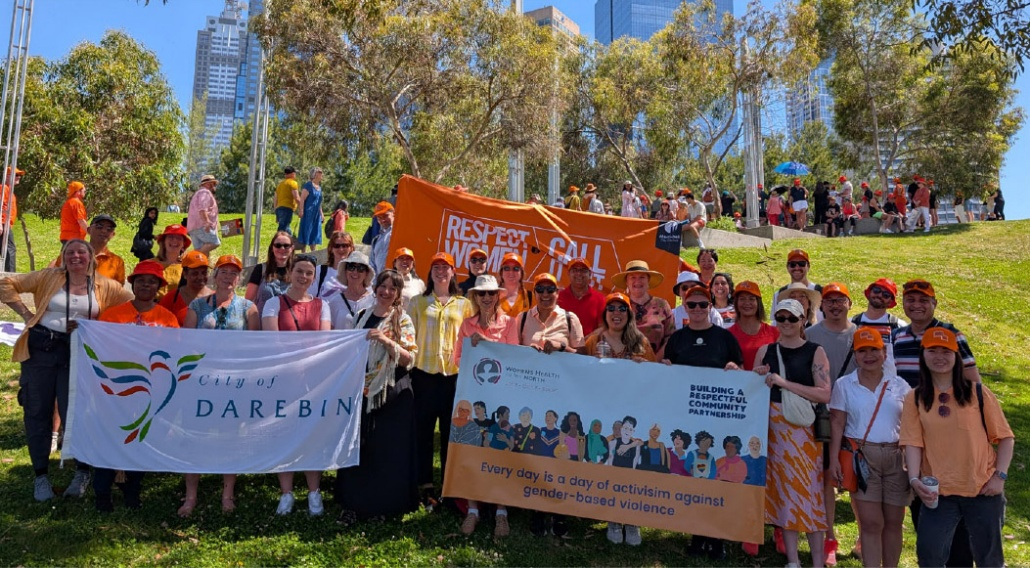 RESPECT
WOMEN
CALL
City of
DAREBIN
WOMEN'S HEALTH
NORTH
BUILDING A
RESPECTFUL
COMMUNITY
PARTNERSHIP
Every day is a day of activisim against
gender-based violence